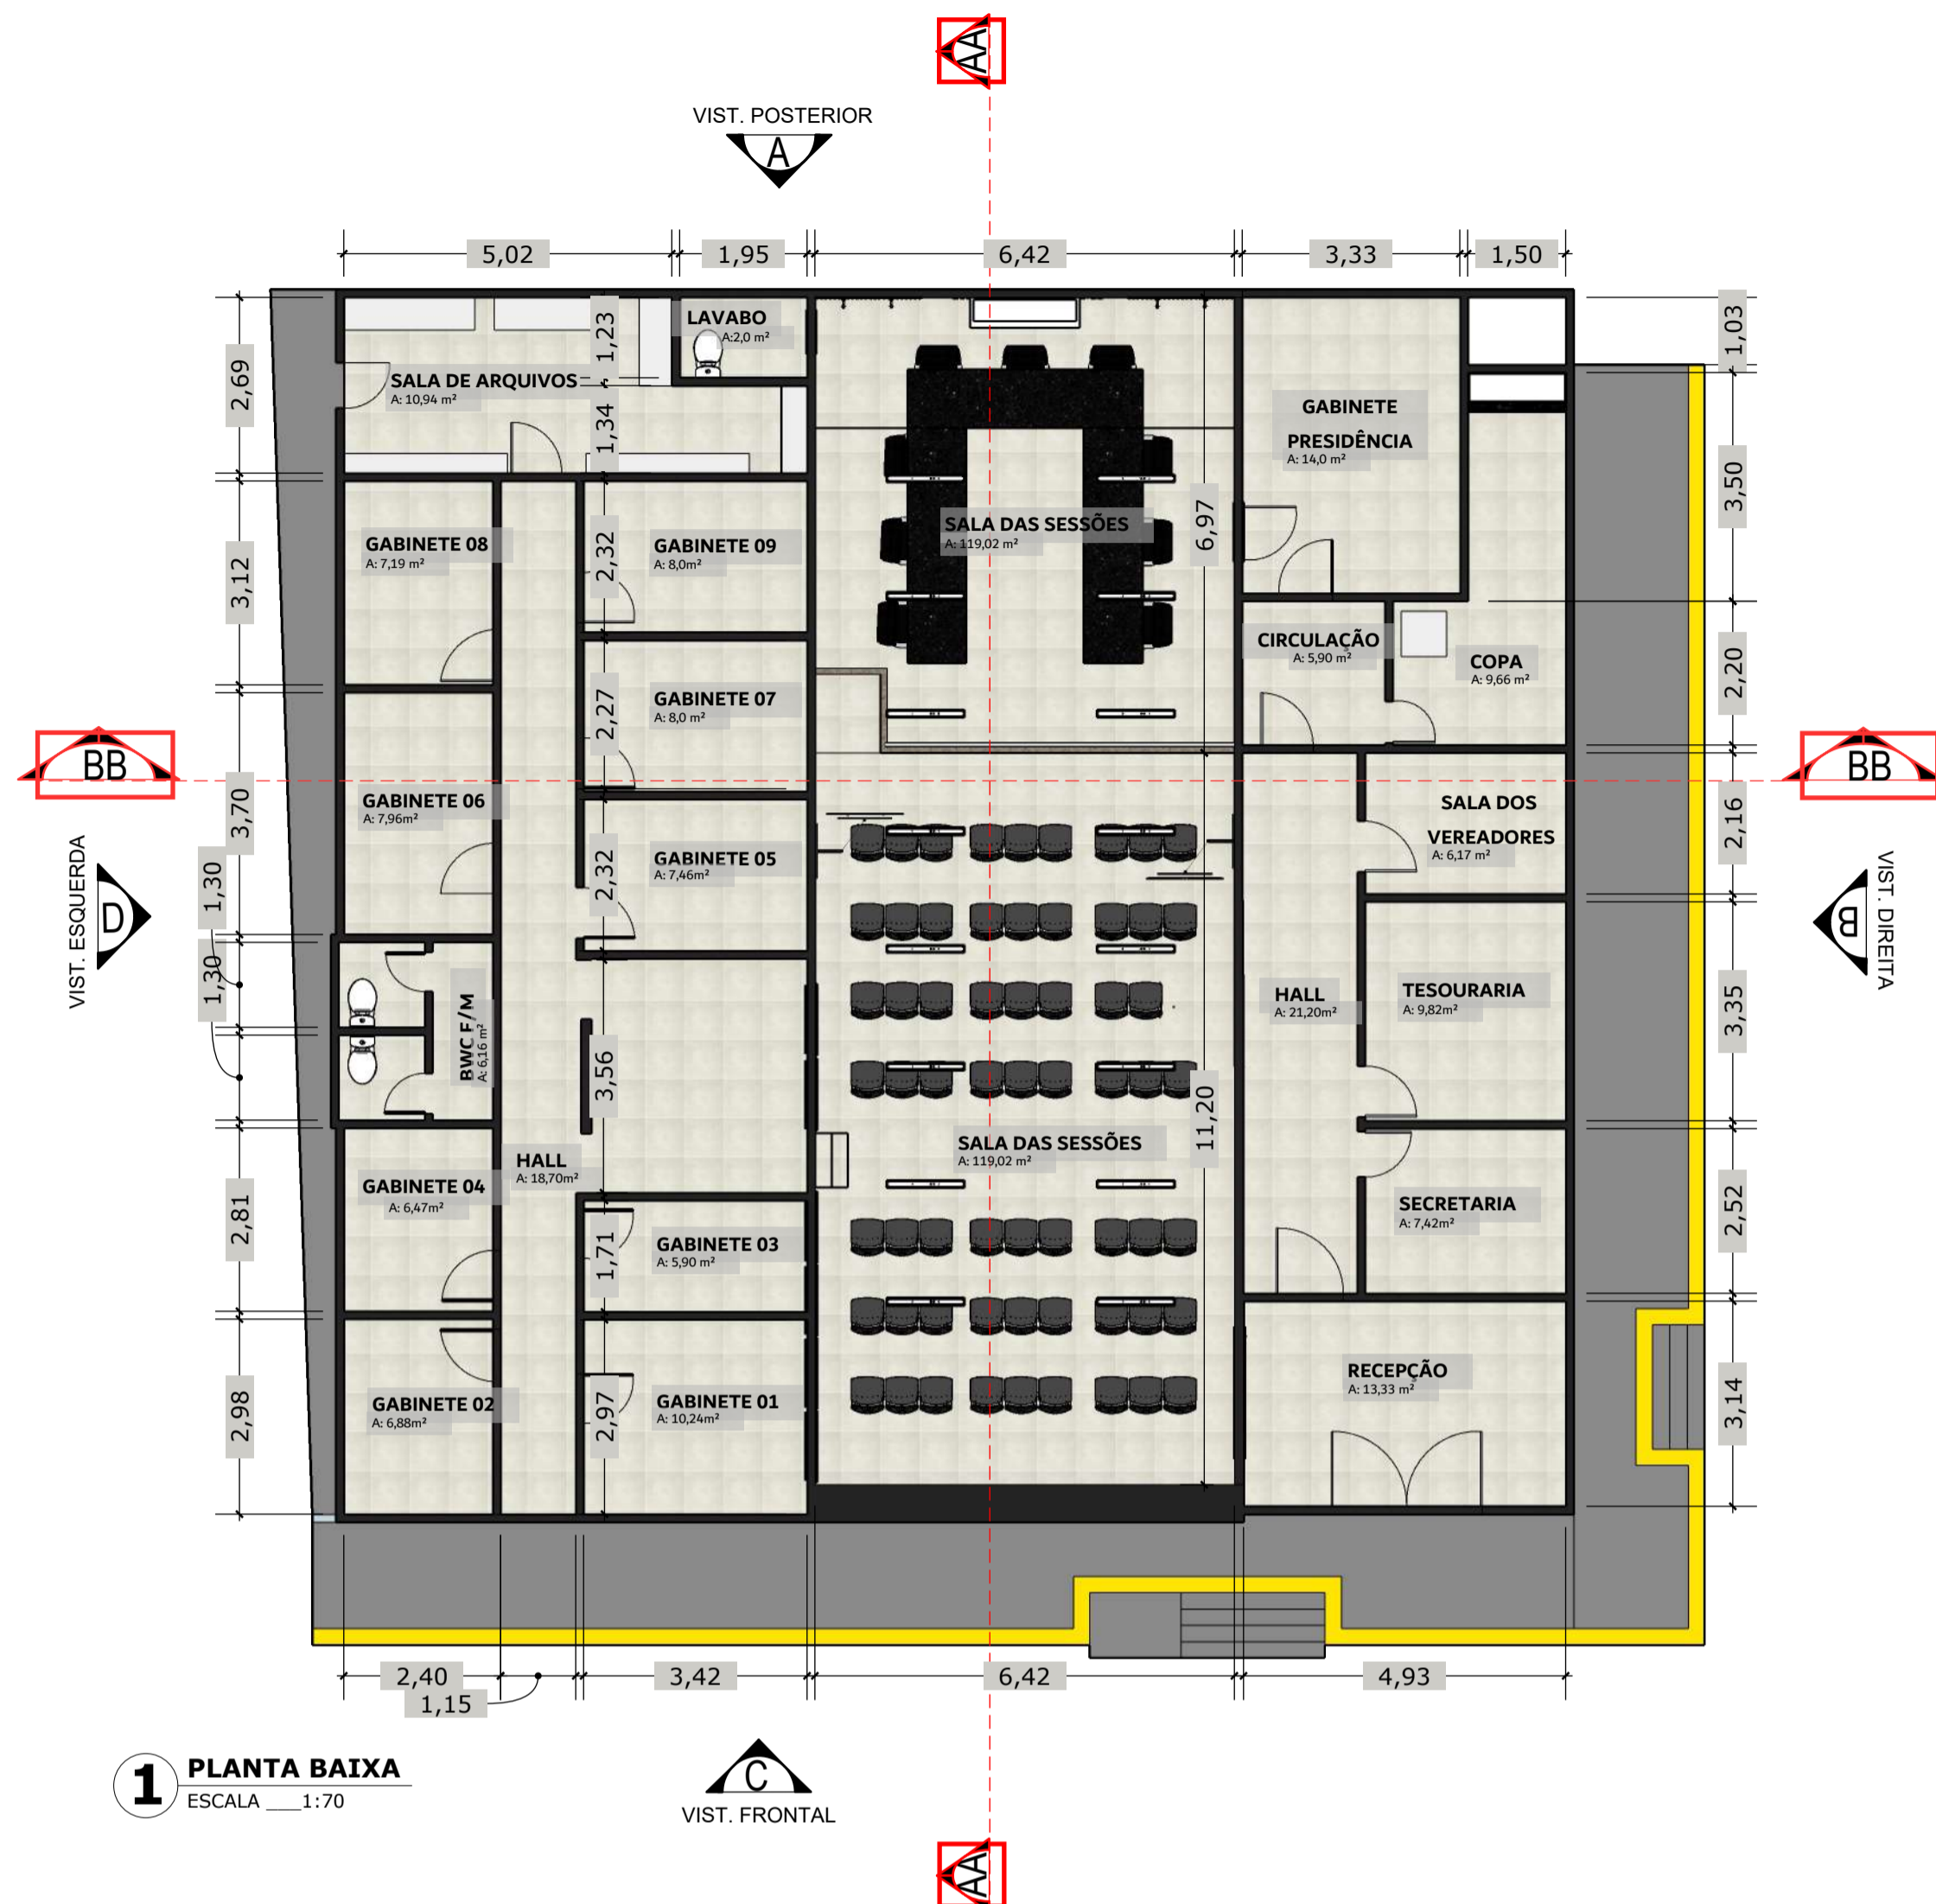 AA
VIST. POSTERIOR
A
5,02
1,95
6,42
3,33
1,50
1,23
LAVABO
A:2,0 m²
1,03
2,69
SALA DE ARQUIVOS
A: 10,94 m²
1,34
GABINETE
PRESIDÊNCIA
A: 14,0 m²
3,50
3,12
GABINETE 08
A: 7,19 m²
2,32
GABINETE 09
A: 8,0m²
SALA DAS SESSÕES
A: 119,02 m²
6,97
CIRCULAÇÃO
A: 5,90 m²
COPA
A: 9,66 m²
2,20
2,27
GABINETE 07
A: 8,0 m²
BB
BB
3,70
GABINETE 06
A: 7,96m²
2,32
GABINETE 05
A: 7,46m²
SALA DOS
VEREADORES
A: 6,17 m²
2,16
VIST. ESQUERDA
D
1,30
1,30
BWC F/M
A: 6,16 m²
3,56
HALL
A: 21,20m²
TESOURARIA
A: 9,82m²
3,35
B
VIST. DIREITA
11,20
SALA DAS SESSÕES
A: 119,02 m²
HALL
A: 18,70m²
2,81
GABINETE 04
A: 6,47m²
1,71
GABINETE 03
A: 5,90 m²
SECRETARIA
A: 7,42m²
2,52
2,98
GABINETE 02
A: 6,88m²
2,97
GABINETE 01
A: 10,24m²
RECEPÇÃO
A: 13,33 m²
3,14
2,40
1,15
3,42
6,42
4,93
1 PLANTA BAIXA
ESCALA ___1:70
C
VIST. FRONTAL
AA